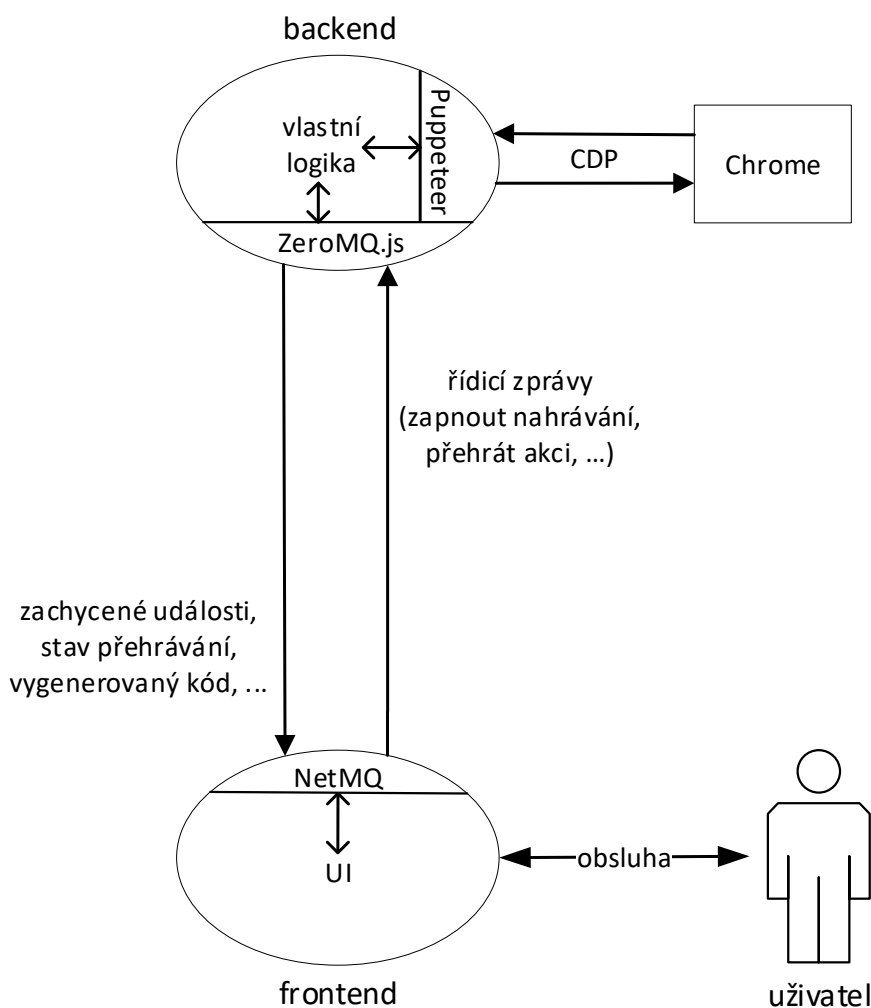 backend
vlastní
logika
Puppeteer
ZeroMQ.js
CDP
Chrome
řídicí zprávy
(zapnout nahrávání,
přehrát akci, ...)
zachycené události,
stav přehrávání,
vygenerovaný kód, ...
NetMQ
UI
obsluha
frontend
uživatel